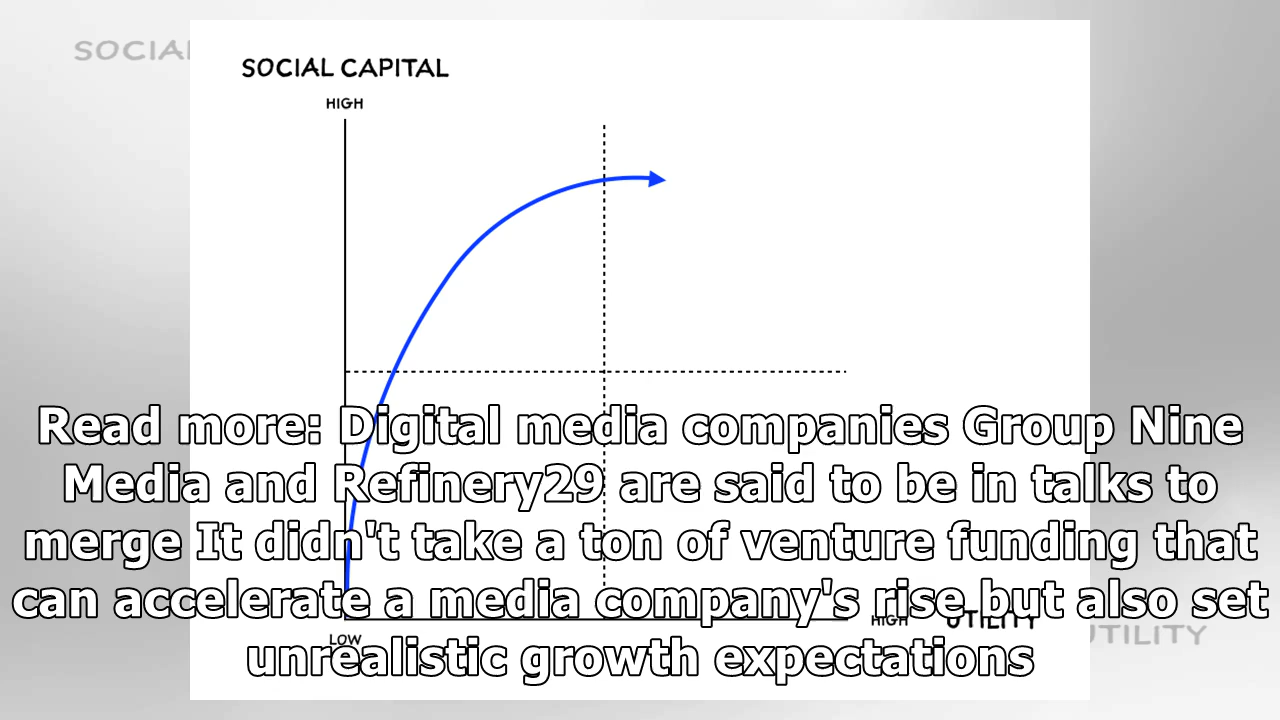 SOCIAL
SOCIAL CAPITAL
HIGH
Read more: Digital media companies Group Nine
Media and Refinery29 are said to be in talks to
merge It didn't take a ton of venture funding that
can accelerate a media company's rise but also set
unrealistic growth expectations
HIGH
UTILITY
UTILITY
LOW